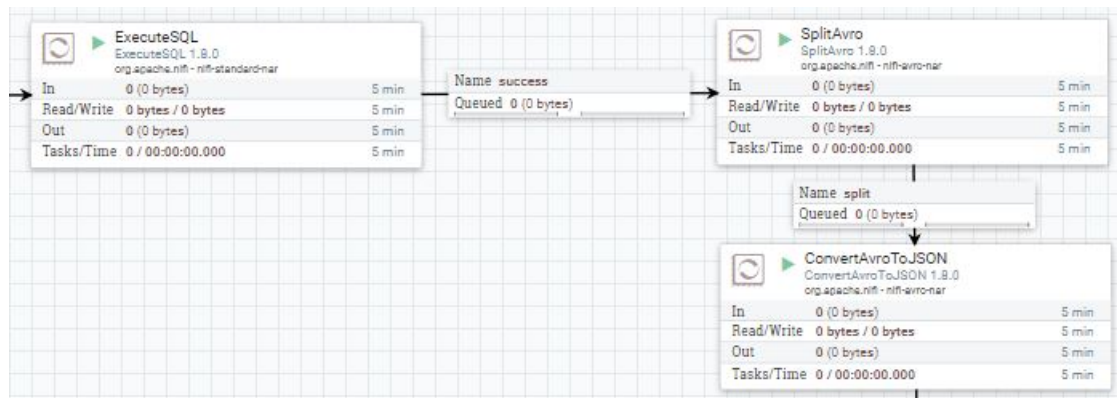 ExecuteSQL
ExecuteSQL 1.8.0
org.apache.nifi - nifi-standard-nar
In 0 (0 bytes) 5 min
Read/Write 0 bytes / 0 bytes 5 min
Out 0 (0 bytes) 5 min
Tasks/Time 0 / 00:00:00.000 5 min
Name success
Queued 0 (0 bytes)
SplitAvro
SplitAvro 1.8.0
org.apache.nifi - nifi-avro-nar
In 0 (0 bytes) 5 min
Read/Write 0 bytes / 0 bytes 5 min
Out 0 (0 bytes) 5 min
Tasks/Time 0 / 00:00:00.000 5 min
Name split
Queued 0 (0 bytes)
ConvertAvroToJSON
ConvertAvroToJSON 1.8.0
org.apache.nifi - nifi-avro-nar
In 0 (0 bytes) 5 min
Read/Write 0 bytes / 0 bytes 5 min
Out 0 (0 bytes) 5 min
Tasks/Time 0 / 00:00:00.000 5 min